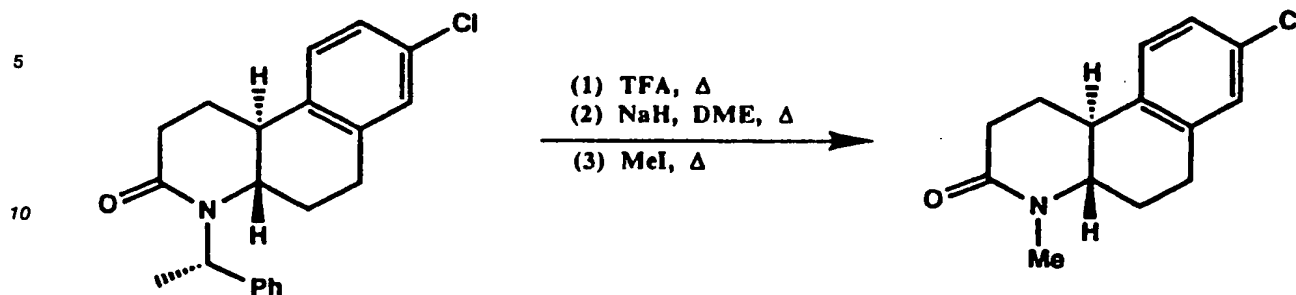 Cl C
5
H H
(1) TFA, Δ
(2) NaH, DME, Δ
(3) MeI, Δ
10 O N O N
H H
Me
Ph